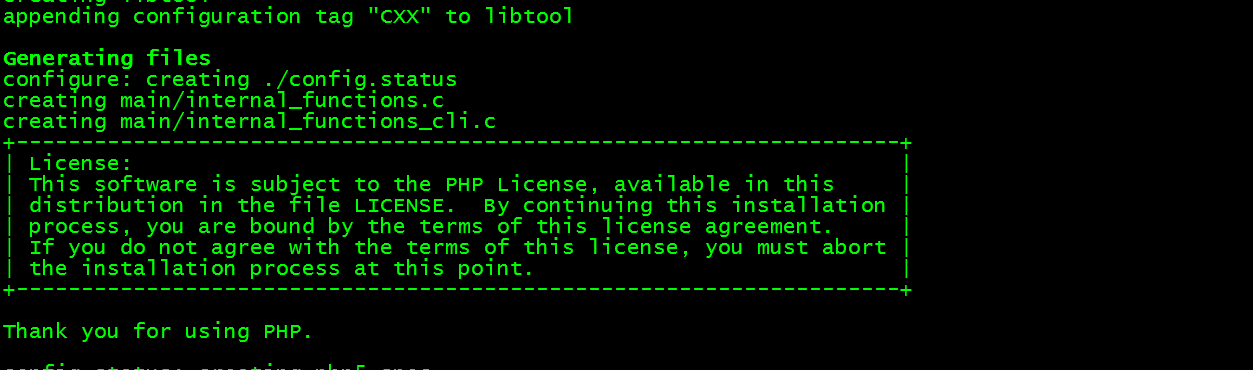 appending configuration tag "CXX" to libtool
Generating files
configure: creating ./config.status
creating main/internal_functions.c
creating main/internal_functions_cli.c
+--------------------------------------------------------------------+
| License:                                                           |
| This software is subject to the PHP License, available in this     |
| distribution in the file LICENSE.  By continuing this installation |
| process, you are bound by the terms of this license agreement.     |
| If you do not agree with the terms of this license, you must abort |
| the installation process at this point.                            |
+--------------------------------------------------------------------+
Thank you for using PHP.